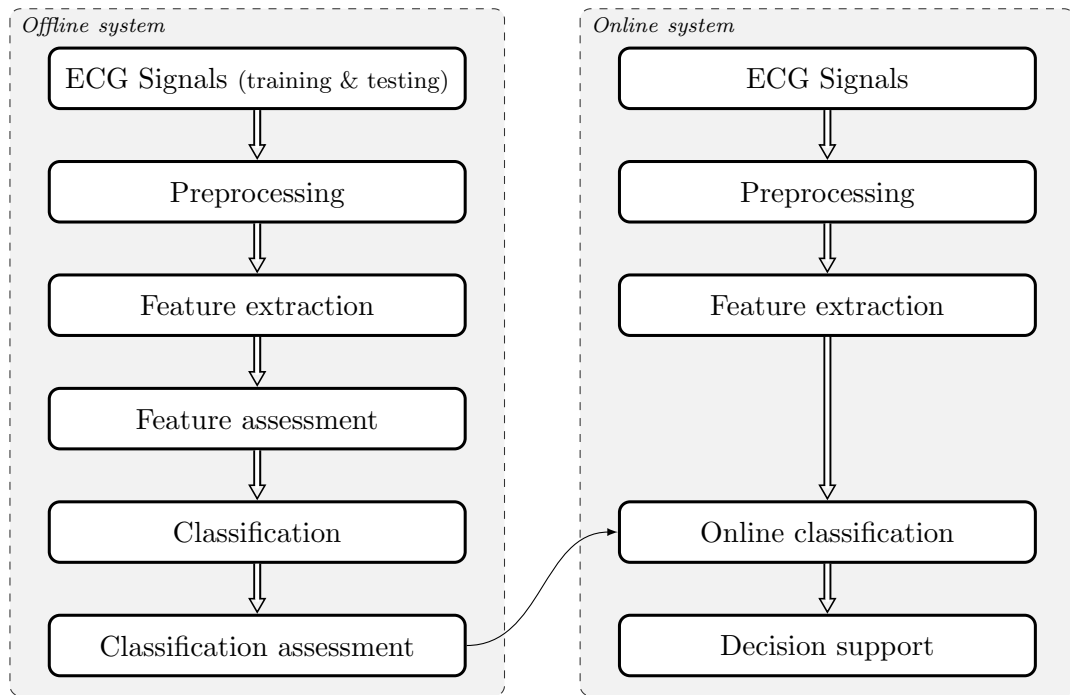 Offline system
ECG Signals (training & testing)
Preprocessing
Feature extraction
Feature assessment
Classification
Classification assessment
Online system
ECG Signals
Preprocessing
Feature extraction
Online classification
Decision support